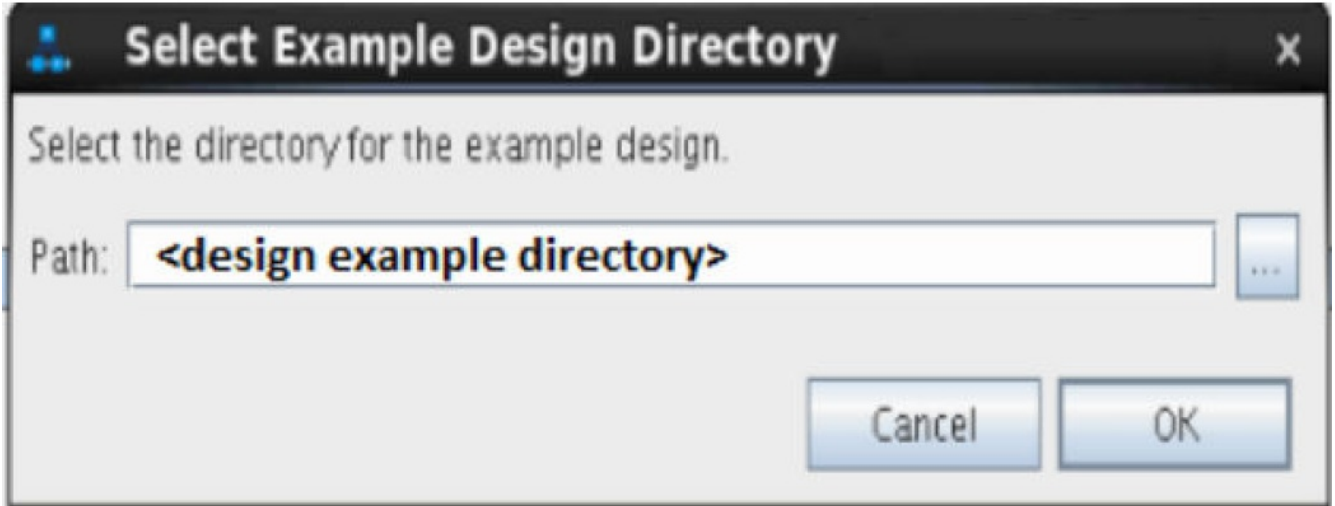 Select Example Design Directory x
Select the directory for the example design.
Path: <design example directory> ...
Cancel OK